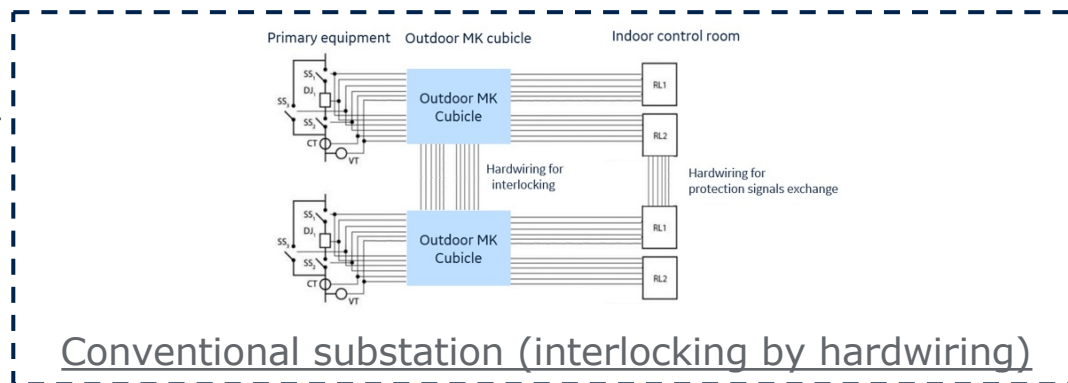 Primary equipment Outdoor MK cubicle Indoor control room
SS₁
DJ₁
SS₃
SS₂
CT
VT
Outdoor MK
Cubicle
RL1
RL2
Hardwiring for
interlocking
Hardwiring for
protection signals exchange
SS₁
DJ₁
SS₃
SS₂
CT
VT
Outdoor MK
Cubicle
RL1
RL2
Conventional substation (interlocking by hardwiring)